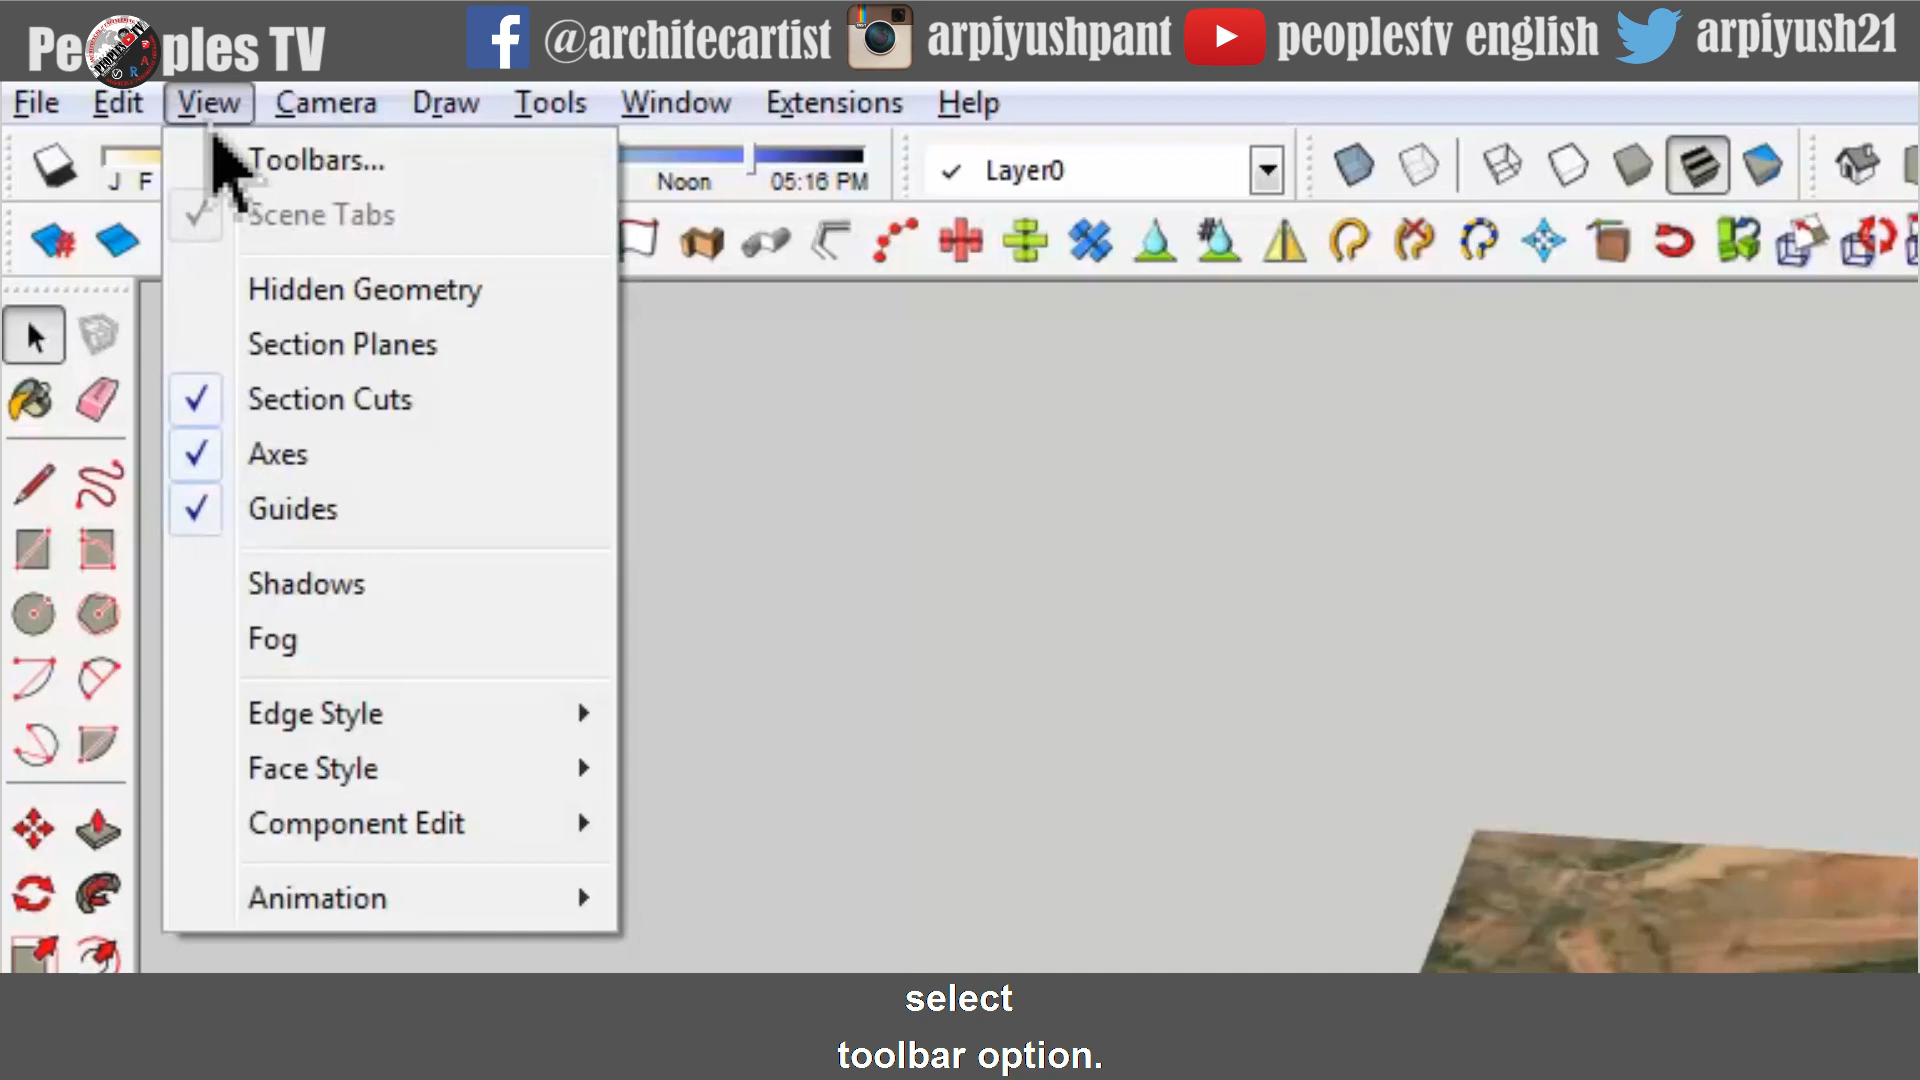 Peoples TV
@architecartist
arpiyushpant
peoplestv english
arpiyush21
File Edit View Camera Draw Tools Window Extensions Help
J F
Noon
05:16 PM
Layer0
Toolbars...
Scene Tabs
Hidden Geometry
Section Planes
Section Cuts
Axes
Guides
Shadows
Fog
Edge Style
Face Style
Component Edit
Animation
select
toolbar option.